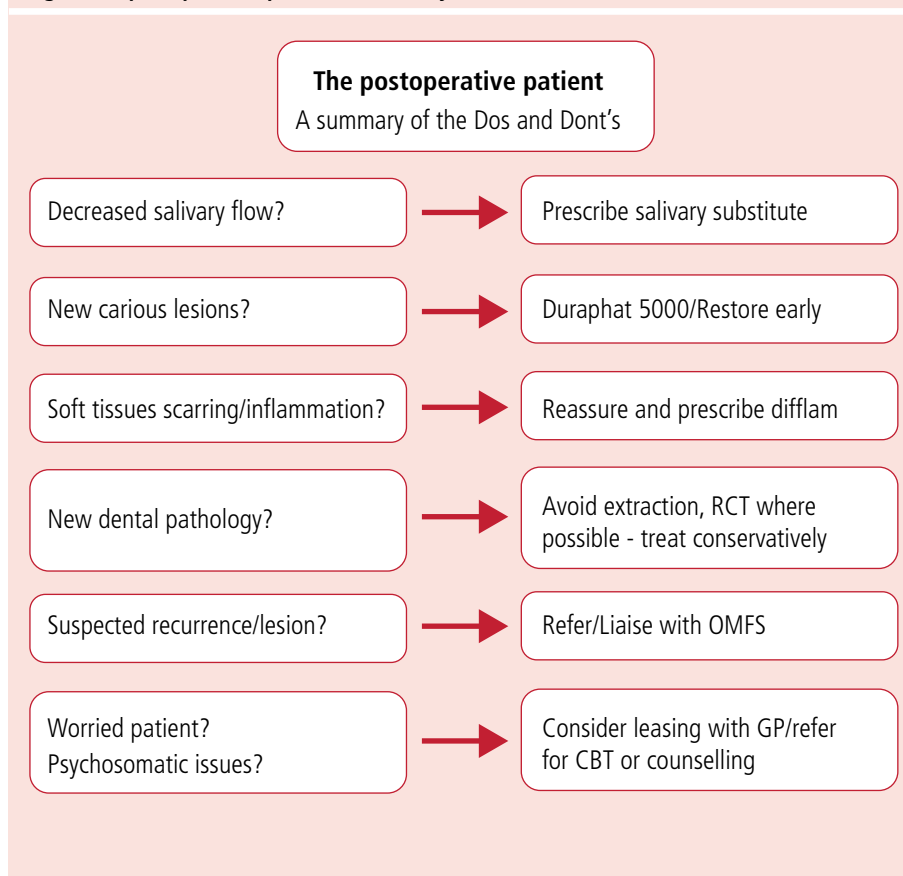 The postoperative patient
A summary of the Dos and Dont's
Decreased salivary flow?
Prescribe salivary substitute
New carious lesions?
Duraphat 5000/Restore early
Soft tissues scarring/inflammation?
Reassure and prescribe difflam
New dental pathology?
Avoid extraction, RCT where
possible - treat conservatively
Suspected recurrence/lesion?
Refer/Liaise with OMFS
Worried patient?
Psychosomatic issues?
Consider leasing with GP/refer
for CBT or counselling